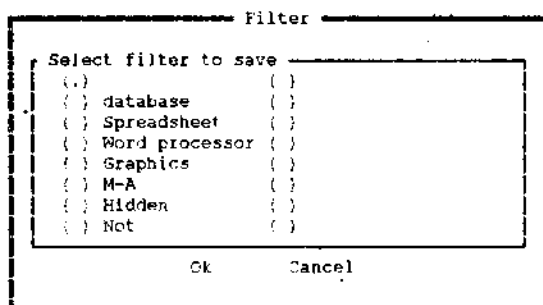 Filter
Select filter to save
(.) ( )
( ) database ( )
( ) Spreadsheet ( )
( ) Word processor ( )
( ) Graphics ( )
( ) M-A ( )
( ) Hidden ( )
( ) Not ( )
Ok Cancel